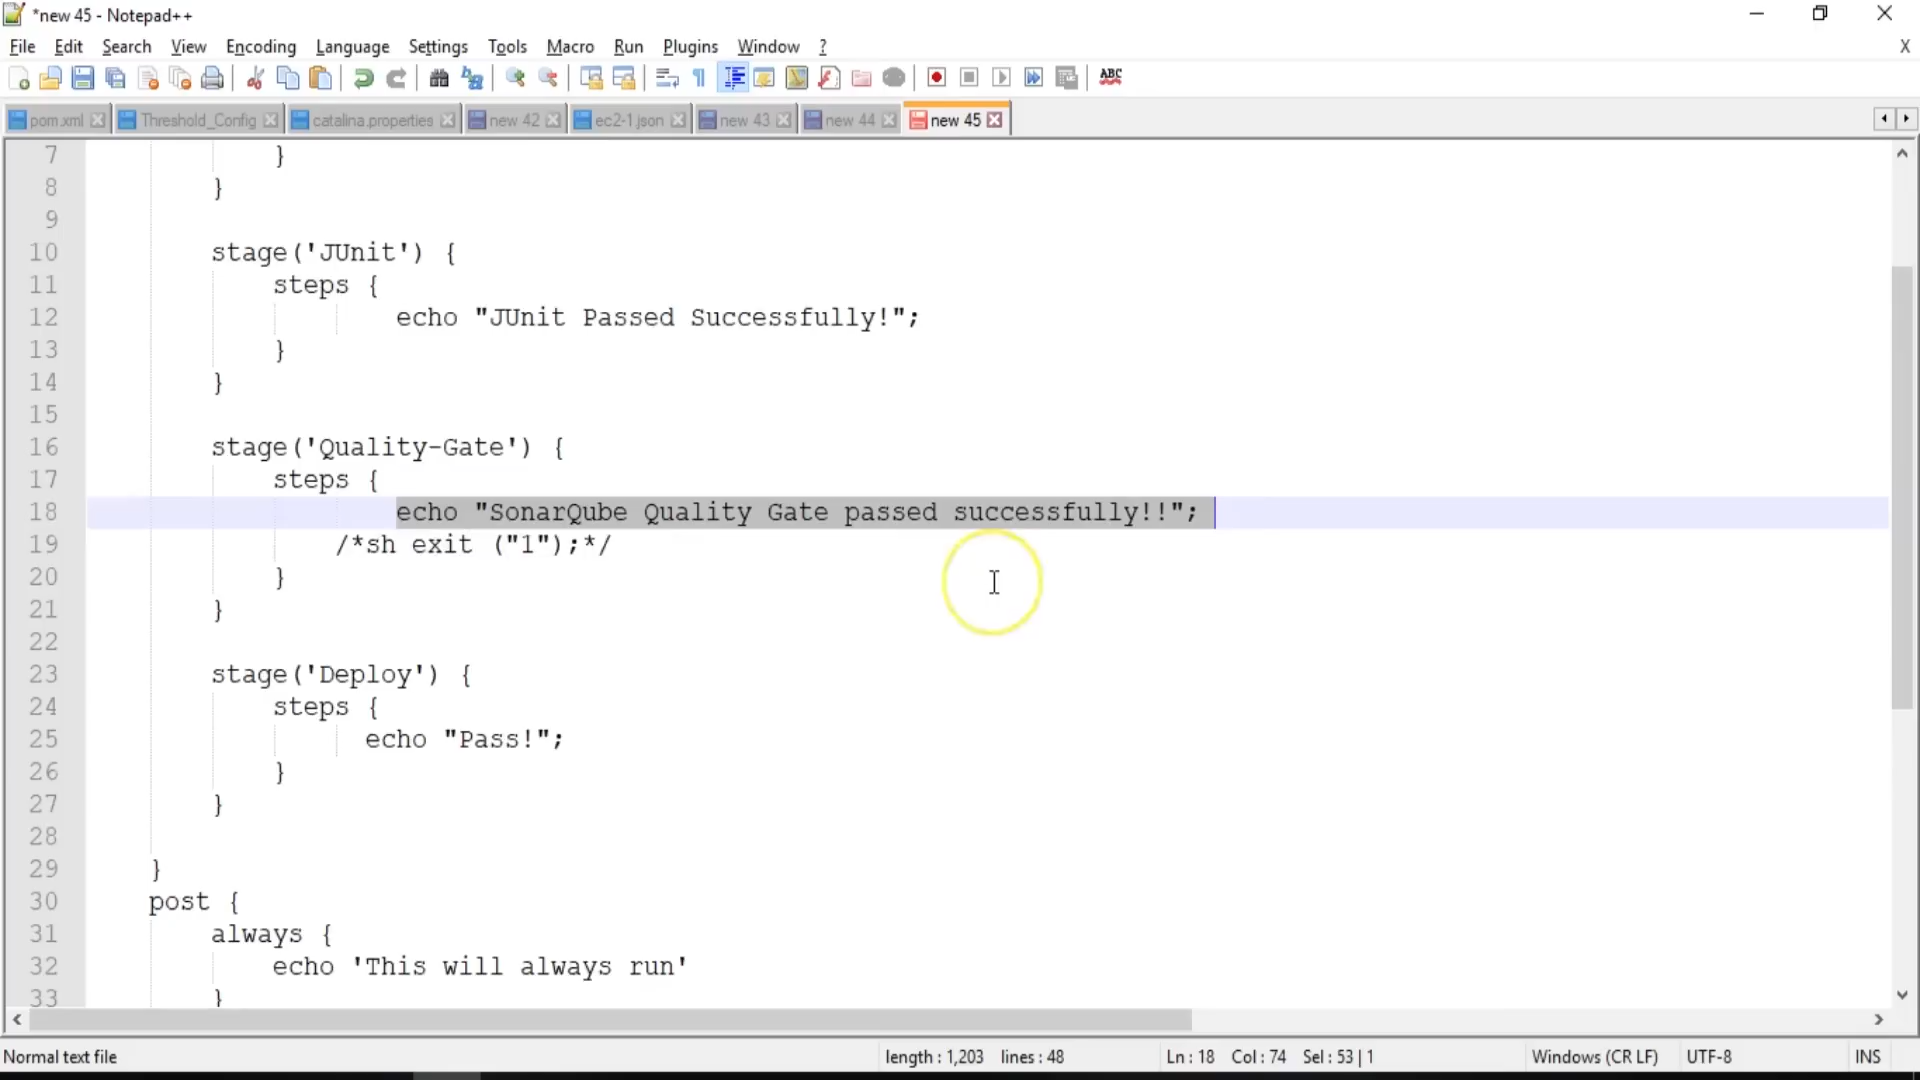 *new 45 - Notepad++
File Edit Search View Encoding Language Settings Tools Macro Run Plugins Window ? X
ABC
pom.xml Threshold_Config catalina.properties new 42 ec2-1.json new 43 new 44 new 45
7 }
8 }
9
10 stage('JUnit') {
11 steps {
12 echo "JUnit Passed Successfully!";
13 }
14 }
15
16 stage('Quality-Gate') {
17 steps {
18 echo "SonarQube Quality Gate passed successfully!!";
19 /*sh exit ("1");*/
20 }
21 }
22
23 stage('Deploy') {
24 steps {
25 echo "Pass!";
26 }
27 }
28
29 }
30 post {
31 always {
32 echo 'This will always run'
33 }
Normal text file length : 1,203 lines : 48 Ln : 18 Col : 74 Sel : 53 | 1 Windows (CR LF) UTF-8 INS